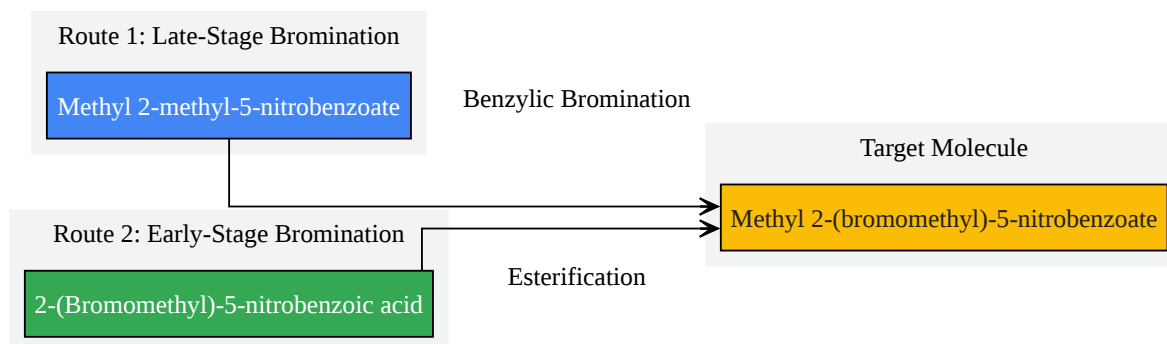 Route 1: Late-Stage Bromination
Methyl 2-methyl-5-nitrobenzoate
Benzylic Bromination
Target Molecule
Methyl 2-(bromomethyl)-5-nitrobenzoate
Route 2: Early-Stage Bromination
Esterification
2-(Bromomethyl)-5-nitrobenzoic acid